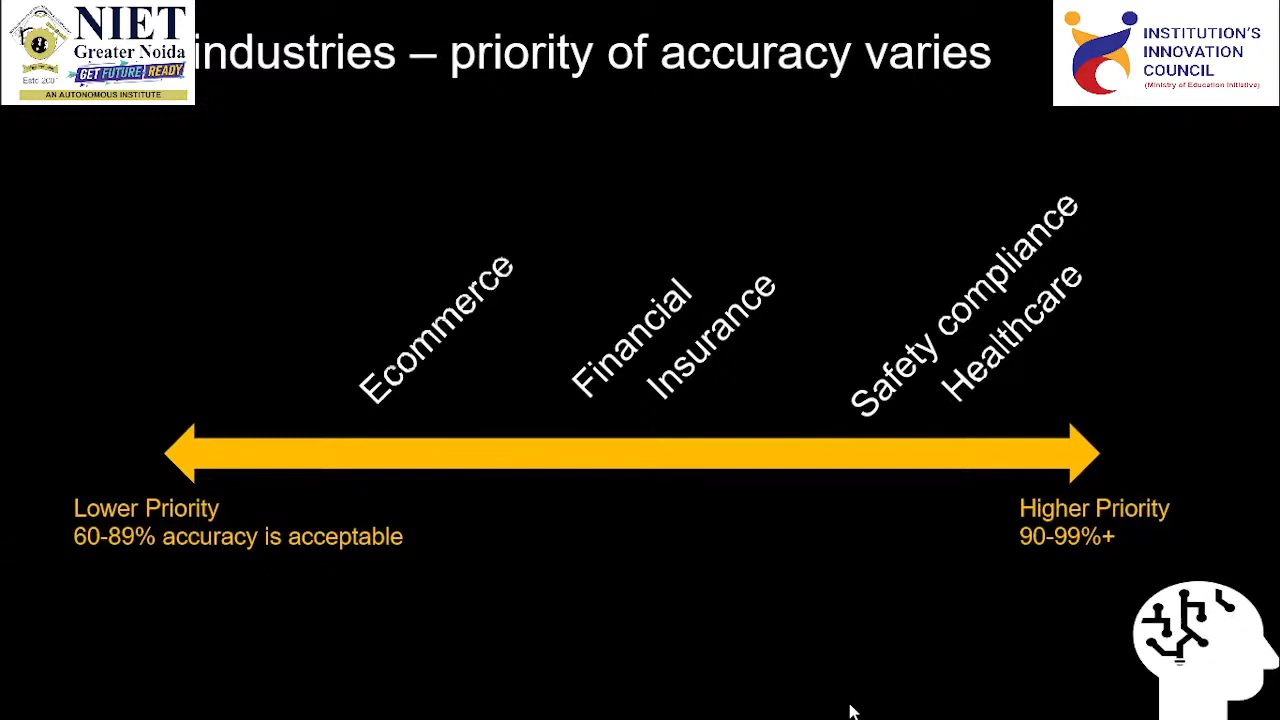 NIET
Greater Noida
GET FUTURE READY
AN AUTONOMOUS INSTITUTE
industries – priority of accuracy varies
INSTITUTION'S
INNOVATION
COUNCIL
(Ministry of Education Initiative)
Ecommerce
Financial
Insurance
Safety compliance
Healthcare
Lower Priority
60-89% accuracy is acceptable
Higher Priority
90-99%+